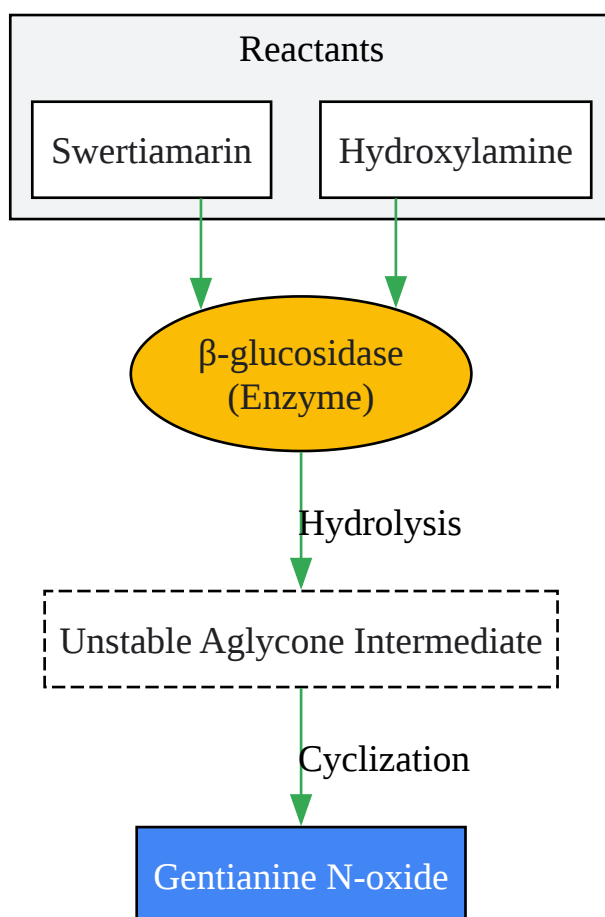 Reactants
Swertiamarin
Hydroxylamine
β-glucosidase
(Enzyme)
Hydrolysis
Unstable Aglycone Intermediate
Cyclization
Gentianine N-oxide